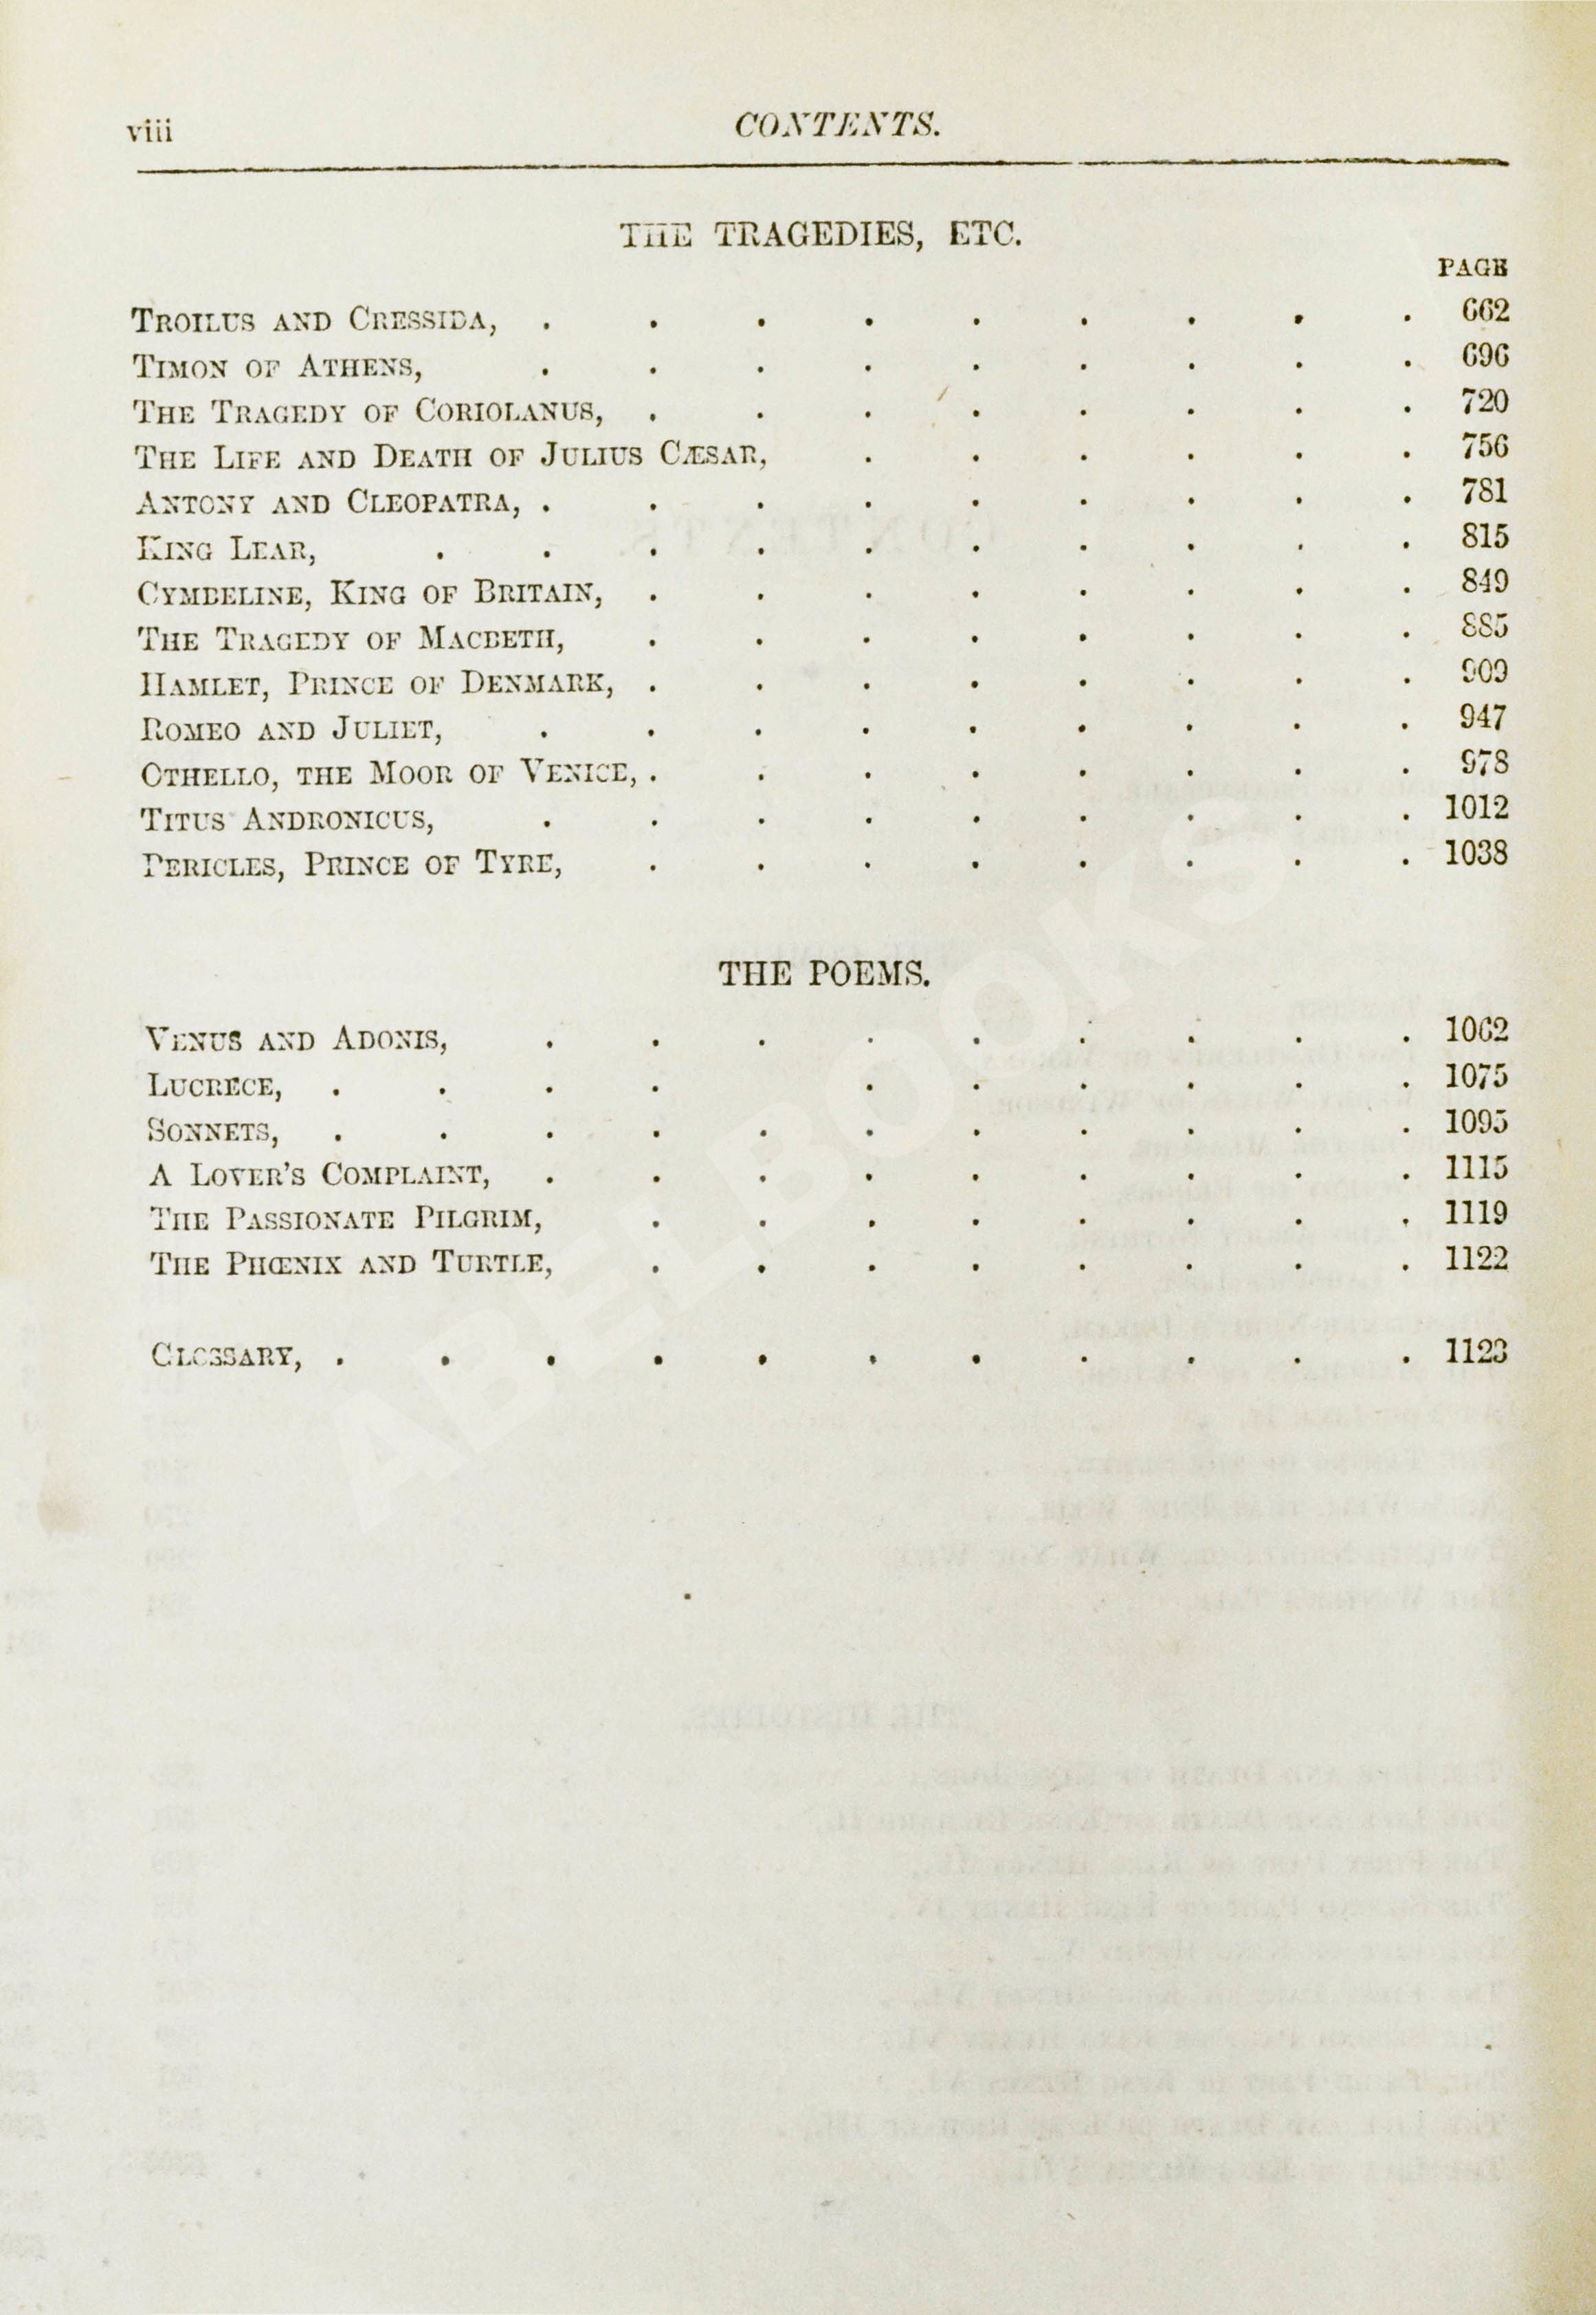 viii CONTENTS.
THE TRAGEDIES, ETC.
PAGE
TROILUS AND CRESSIDA, . . . . . . . . . 662
TIMON OF ATHENS, . . . . . . . . . 696
THE TRAGEDY OF CORIOLANUS, . . . . . . . . 720
THE LIFE AND DEATH OF JULIUS CÆSAR, . . . . . . 756
ANTONY AND CLEOPATRA, . . . . . . . . . 781
KING LEAR, . . . . . . . . . . 815
CYMBELINE, KING OF BRITAIN, . . . . . . . . 849
THE TRAGEDY OF MACBETH, . . . . . . . . 885
HAMLET, PRINCE OF DENMARK, . . . . . . . . 909
ROMEO AND JULIET, . . . . . . . . . 947
OTHELLO, THE MOOR OF VENICE, . . . . . . . . 978
TITUS ANDRONICUS, . . . . . . . . . 1012
PERICLES, PRINCE OF TYRE, . . . . . . . . 1038
THE POEMS.
VENUS AND ADONIS, . . . . . . . . . 1062
LUCRECE, . . . . . . . . . . 1075
SONNETS, . . . . . . . . . . . 1095
A LOVER'S COMPLAINT, . . . . . . . . . 1115
THE PASSIONATE PILGRIM, . . . . . . . . 1119
THE PHŒNIX AND TURTLE, . . . . . . . . 1122
GLOSSARY, . . . . . . . . . . . 1123
ABELBOOKS